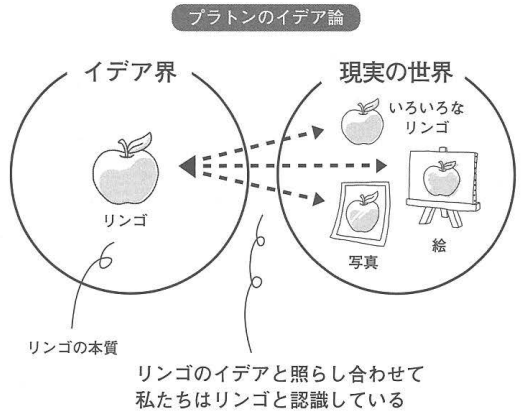 プラトンのイデア論
イデア界
現実の世界
リンゴ
いろいろな
リンゴ
写真
絵
リンゴの本質
リンゴのイデアと照らし合わせて
私たちはリンゴと認識している